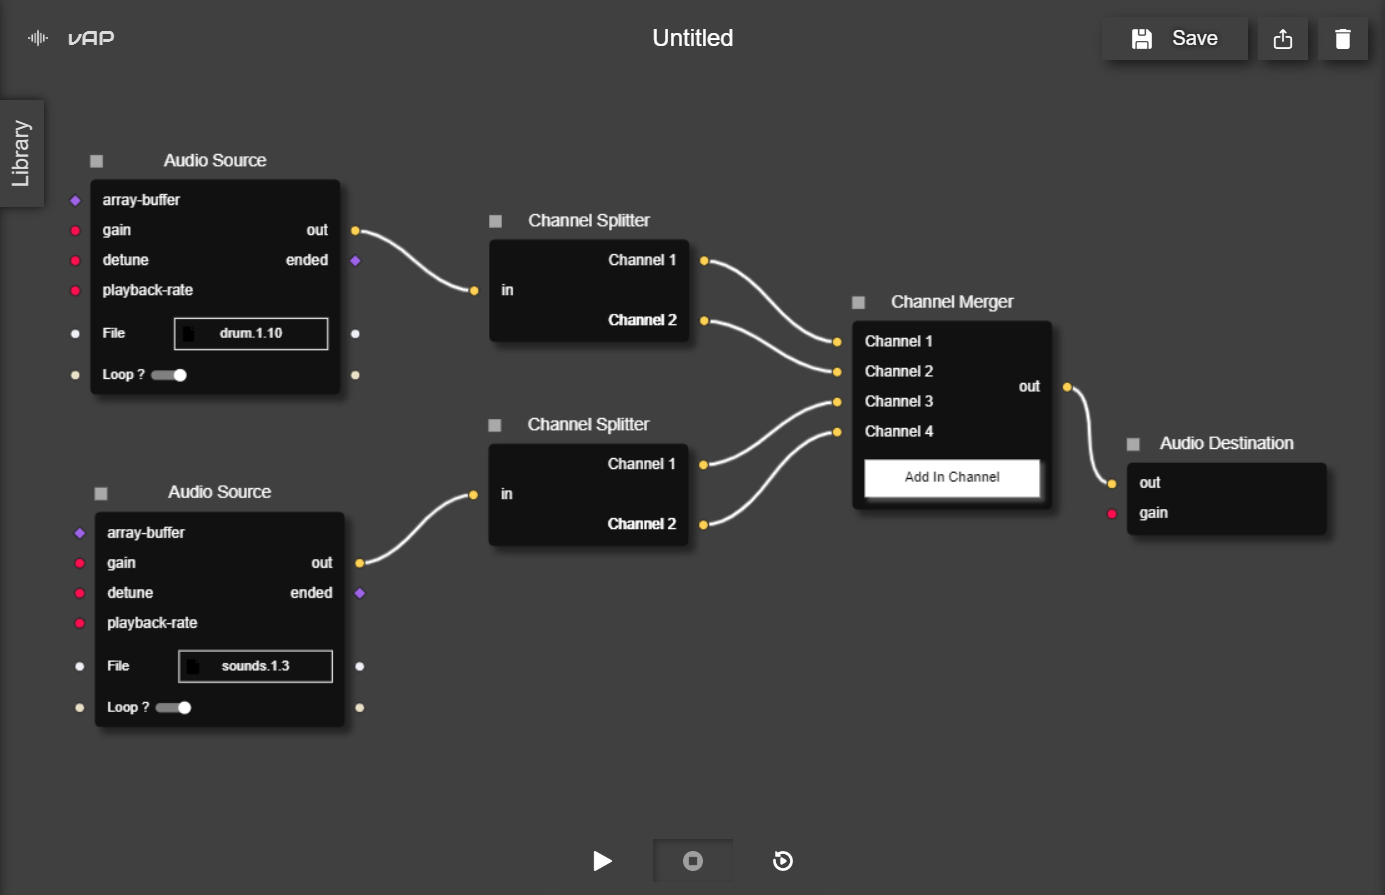 vAP
Untitled
Save
Library
Audio Source
array-buffer
gain out
detune ended
playback-rate
File drum.1.10
Loop ?
Channel Splitter
Channel 1
in
Channel 2
Channel Merger
Channel 1
Channel 2
out
Channel 3
Channel 4
Add In Channel
Channel Splitter
Channel 1
in
Channel 2
Audio Destination
out
gain
Audio Source
array-buffer
gain out
detune ended
playback-rate
File sounds.1.3
Loop ?